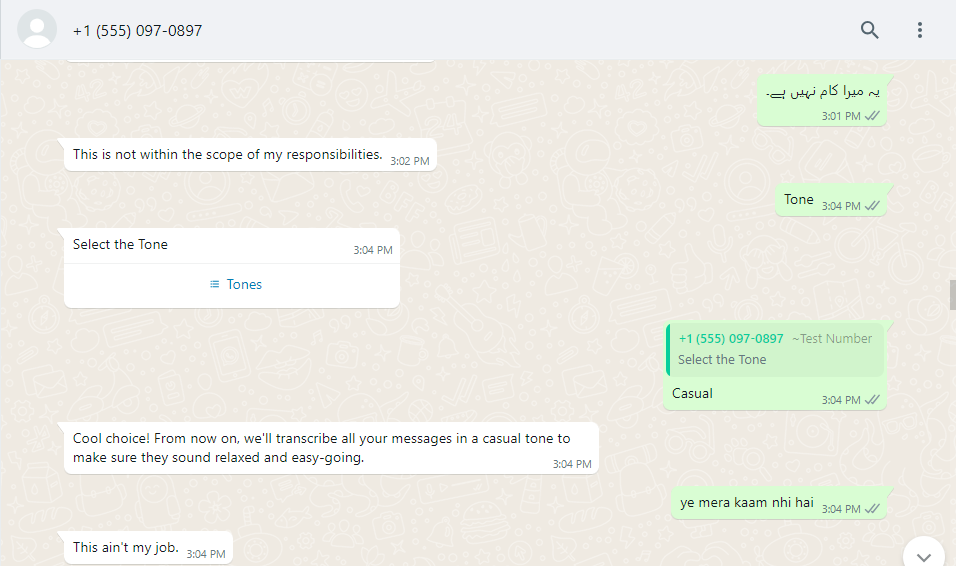 +1 (555) 097-0897
یہ میرا کام نہیں ہے۔
3:01 PM
This is not within the scope of my responsibilities. 3:02 PM
Tone 3:04 PM
Select the Tone 3:04 PM
Tones
+1 (555) 097-0897 ~Test Number
Select the Tone
Casual 3:04 PM
Cool choice! From now on, we'll transcribe all your messages in a casual tone to
make sure they sound relaxed and easy-going. 3:04 PM
ye mera kaam nhi hai 3:04 PM
This ain't my job. 3:04 PM